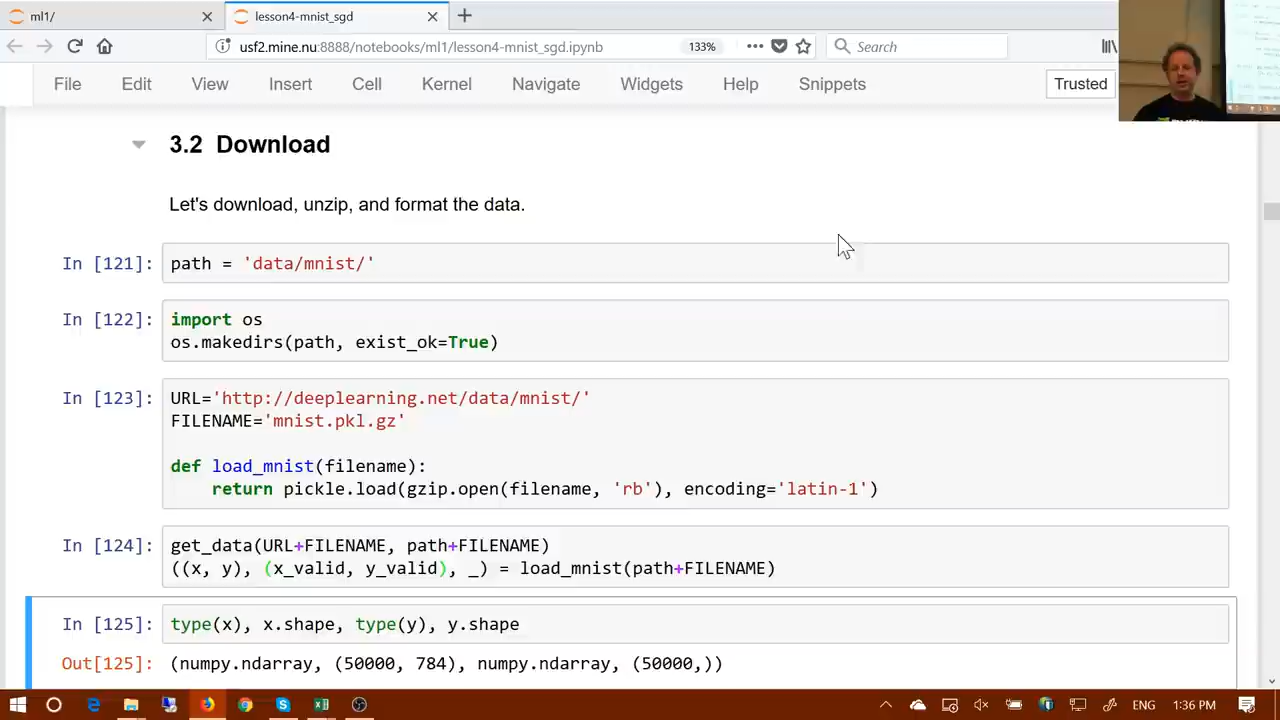 ml1/
lesson4-mnist_sgd
usf2.mine.nu:8888/notebooks/ml1/lesson4-mnist_sgd.ipynb
133%
Search
File Edit View Insert Cell Kernel Navigate Widgets Help Snippets
Trusted
3.2 Download
Let's download, unzip, and format the data.
In [121]: path = 'data/mnist/'
In [122]: import os
os.makedirs(path, exist_ok=True)
In [123]: URL='http://deeplearning.net/data/mnist/'
FILENAME='mnist.pkl.gz'
def load_mnist(filename):
return pickle.load(gzip.open(filename, 'rb'), encoding='latin-1')
In [124]: get_data(URL+FILENAME, path+FILENAME)
((x, y), (x_valid, y_valid), _) = load_mnist(path+FILENAME)
In [125]: type(x), x.shape, type(y), y.shape
Out[125]: (numpy.ndarray, (50000, 784), numpy.ndarray, (50000,))
ENG
1:36 PM